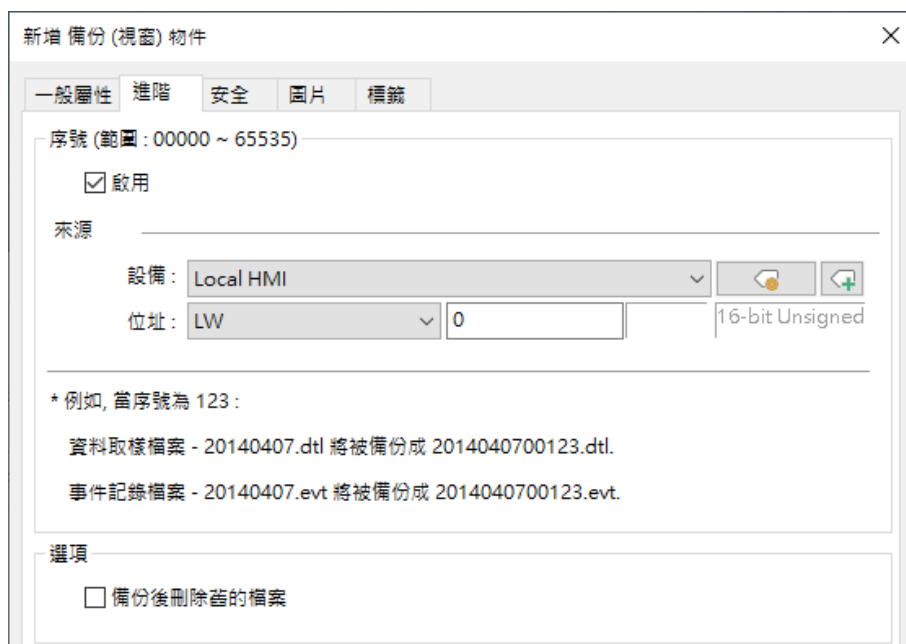 新增 備份 (視窗) 物件
一般屬性 進階 安全 圖片 標籤
序號 (範圍 : 00000 ~ 65535)
啟用
來源
設備 : Local HMI
位址 : LW 0 16-bit Unsigned
* 例如, 當序號為 123 :
資料取樣檔案 - 20140407.dtl 將被備份成 2014040700123.dtl.
事件記錄檔案 - 20140407.evt 將被備份成 2014040700123.evt.
選項
備份後刪除舊的檔案